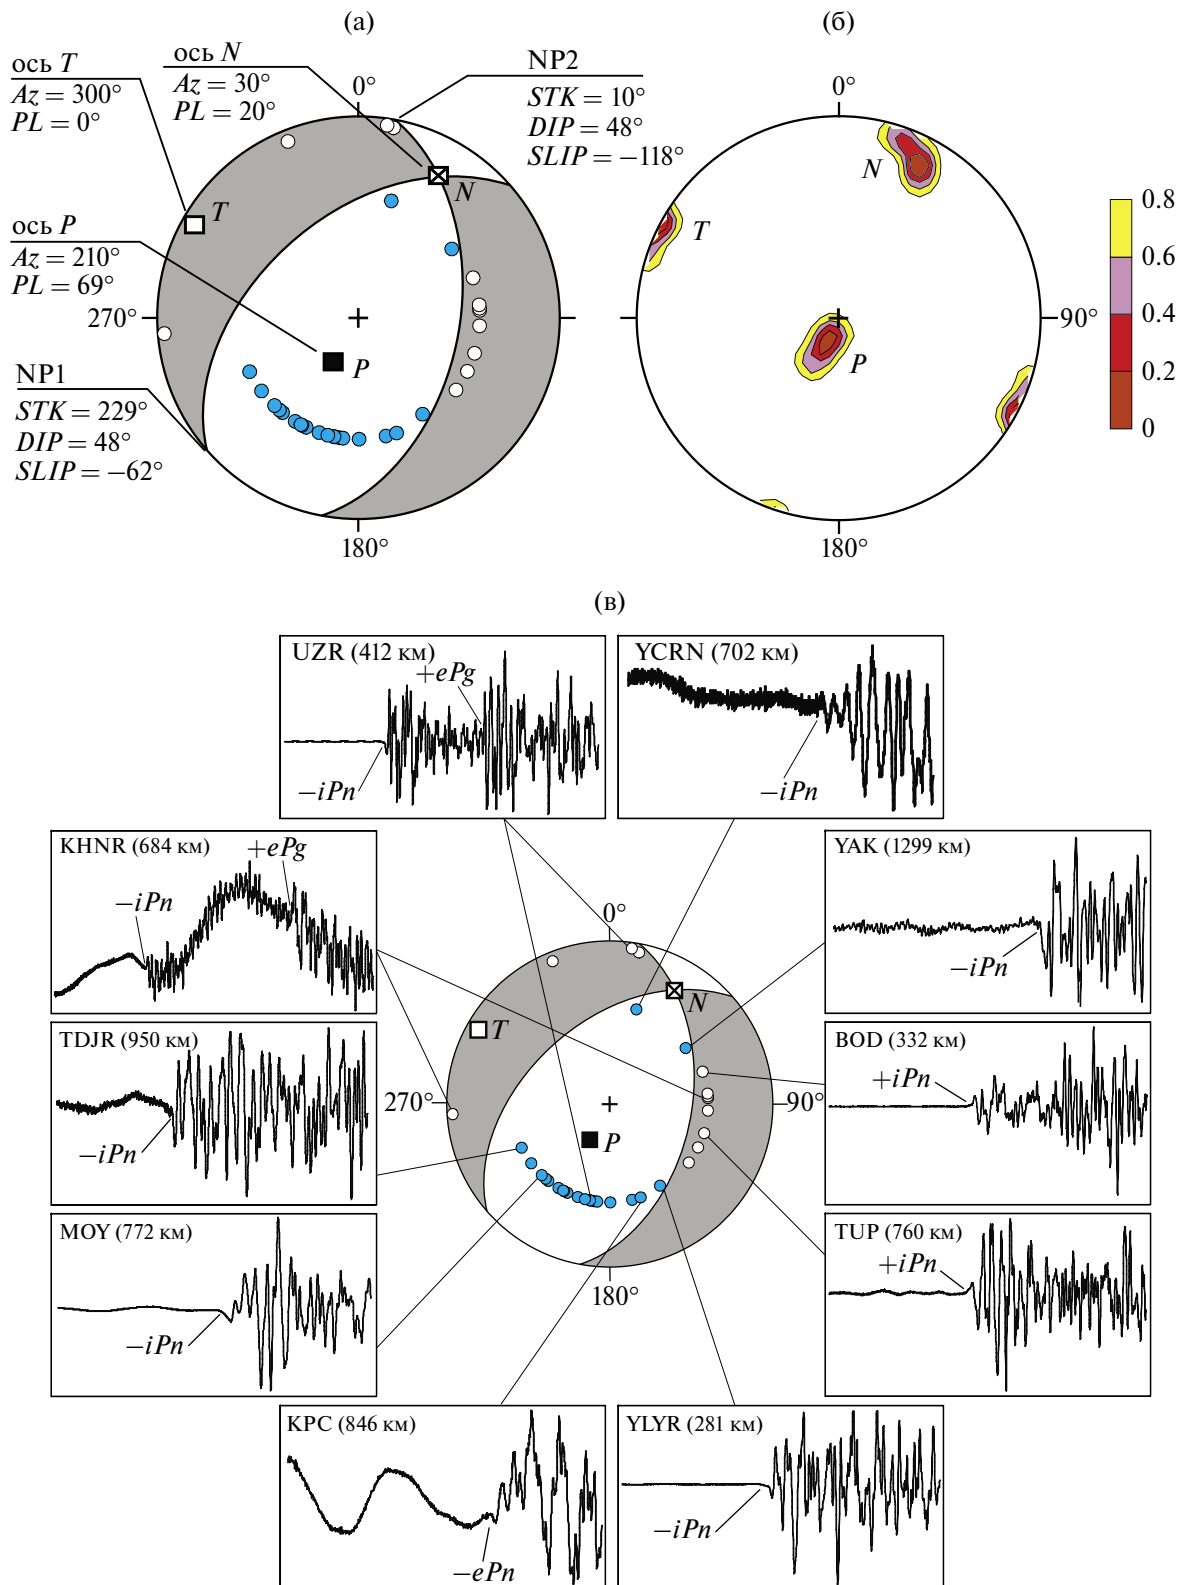 (а)
(б)
ось T
Az = 300°
PL = 0°
ось N
Az = 30°
PL = 20°
NP2
STK = 10°
DIP = 48°
SLIP = −118°
0°
0°
N
T
ось P
Az = 210°
PL = 69°
270°
P
NP1
STK = 229°
DIP = 48°
SLIP = −62°
180°
N
T
P
90°
180°
0.8
0.6
0.4
0.2
0
(в)
UZR (412 км)
+ePg
−iPn
YCRN (702 км)
−iPn
KHNR (684 км)
+ePg
−iPn
YAK (1299 км)
−iPn
TDJR (950 км)
−iPn
BOD (332 км)
+iPn
0°
N
T
270°
90°
P
180°
MOY (772 км)
−iPn
TUP (760 км)
+iPn
KPC (846 км)
−ePn
YLYR (281 км)
−iPn